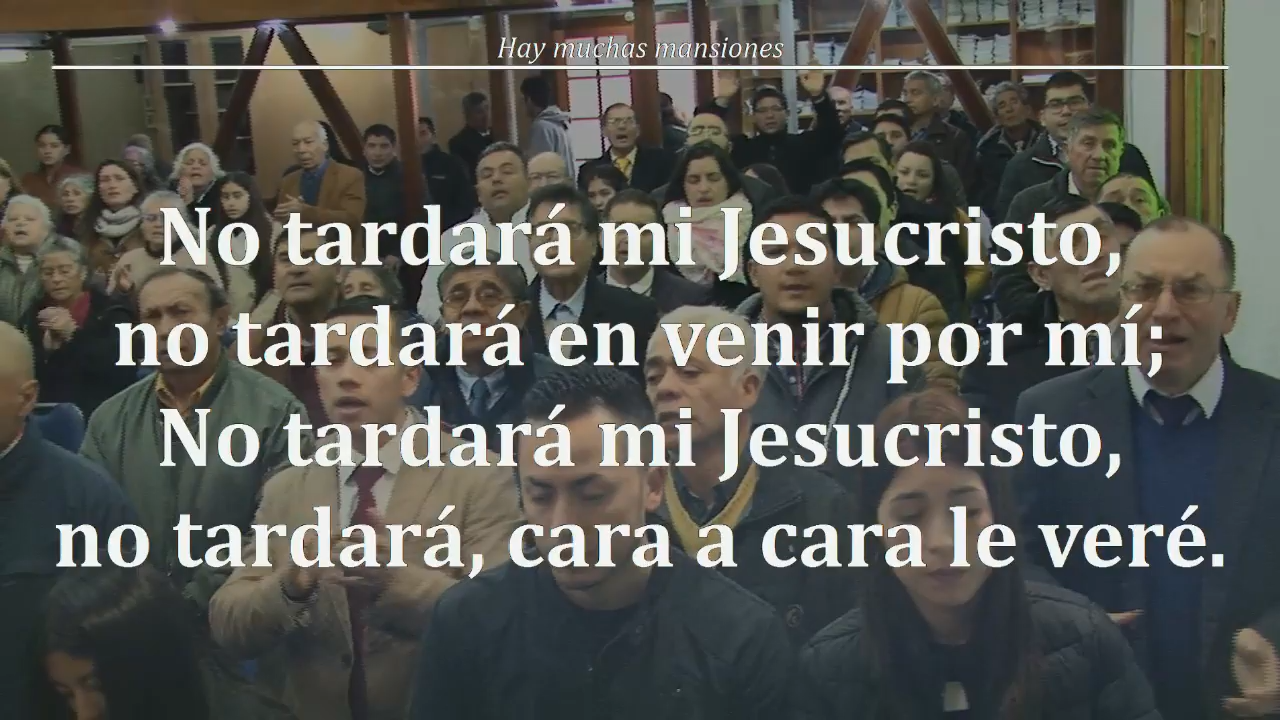 Hay muchas mansiones
No tardará mi Jesucristo,
no tardará en venir por mí;
No tardará mi Jesucristo,
no tardará, cara a cara le veré.